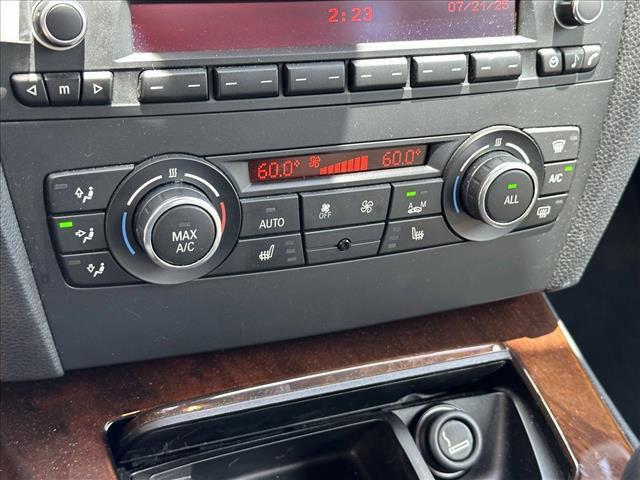 2:23
07/21/25
m
60.0°
60.0°
MAX
A/C
AUTO
OFF
A
M
ALL
A/C